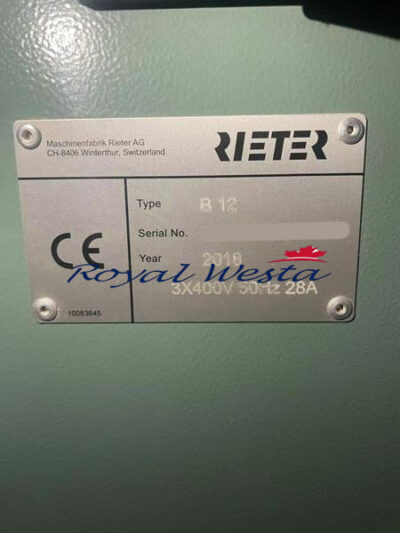 Maschinenfabrik Rieter AG
CH-8406 Winterthur, Switzerland
RIETER
Type B 12
Serial No.
Year 2018
CE
Royal Westa
3X400V 50Hz 28A
10083645